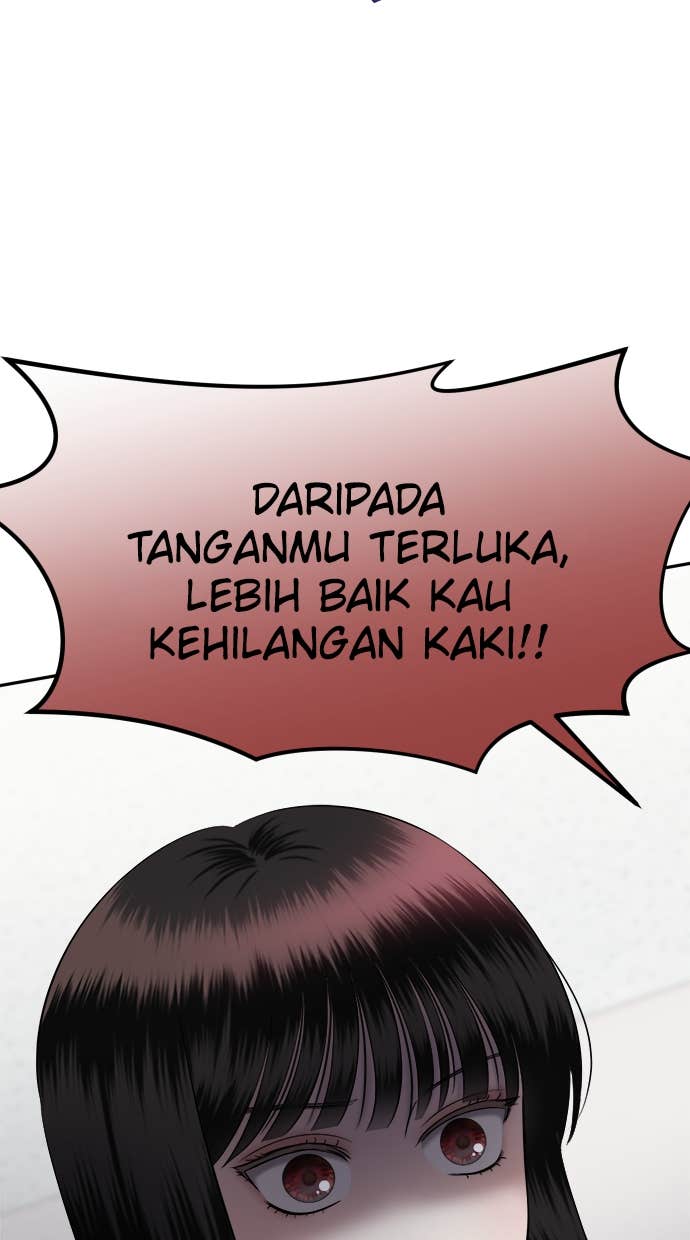 DARIPADA
TANGANMU TERLUKA,
LEBIH BAIK KAU
KEHILANGAN KAKI!!